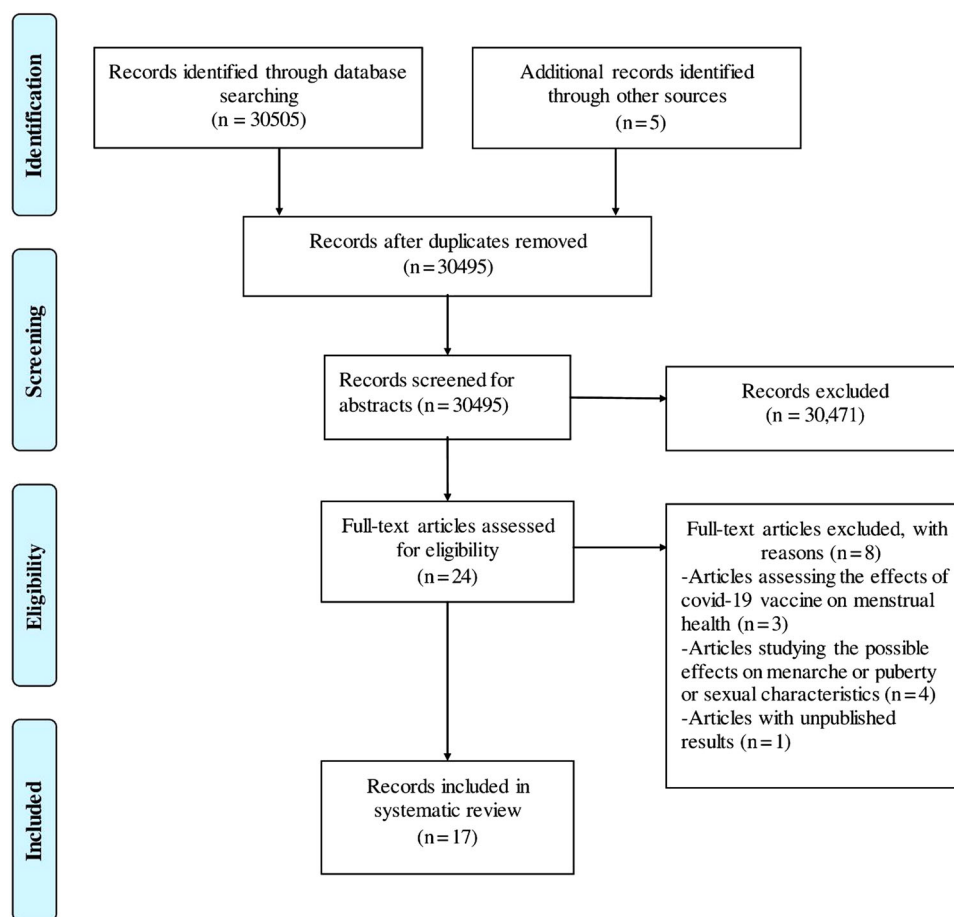 Identification
Records identified through database
searching
(n = 30505)
Additional records identified
through other sources
(n=5)
Records after duplicates removed
(n=30495)
Screening
Records screened for
abstracts (n=30495)
Records excluded
(n = 30,471)
Eligibility
Full-text articles assessed
for eligibility
(n=24)
Full-text articles excluded, with
reasons (n=8)
-Articles assessing the effects of
covid-19 vaccine on menstrual
health (n=3)
-Articles studying the possible
effects on menarche or puberty
or sexual characteristics (n=4)
-Articles with unpublished
results (n=1)
Included
Records included in
systematic review
(n=17)